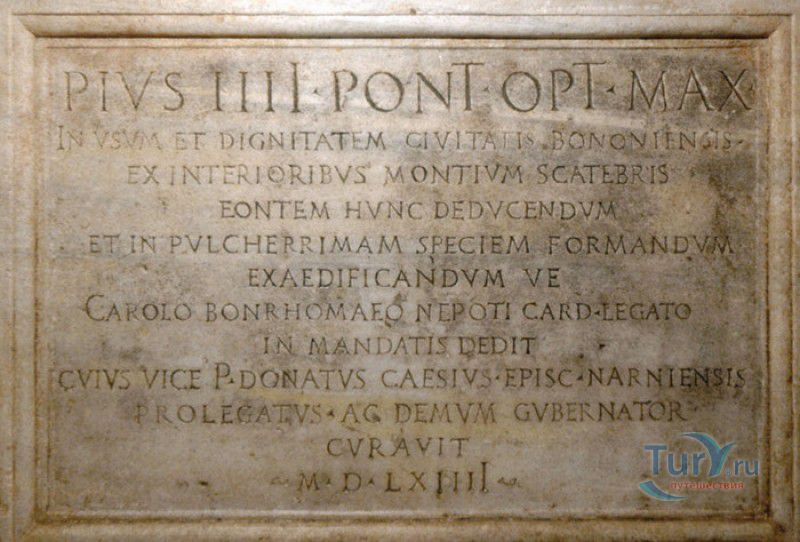 PIVS IIII · PONT · OPT · MAX
IN VSVM ET DIGNITATEM CIVITATIS BONONIENSIS
EX INTERIORIBVS MONTIVM SCATEBRIS
FONTEM HVNC DEDVCENDVM
ET IN PVLCHERRIMAM SPECIEM FORMANDVM
EXAEDIFICANDVM VE
CAROLO BONRHOMAEO NEPOTI CARD · LEGATO
IN MANDATIS DEDIT
CVIVS VICE P · DONATVS CAESIVS · EPISC · NARNIENSIS
PROLEGATVS · AC DEMVM GVBERNATOR
CVRAVIT
M · D · LXIIII
TurY.ru
путешествия